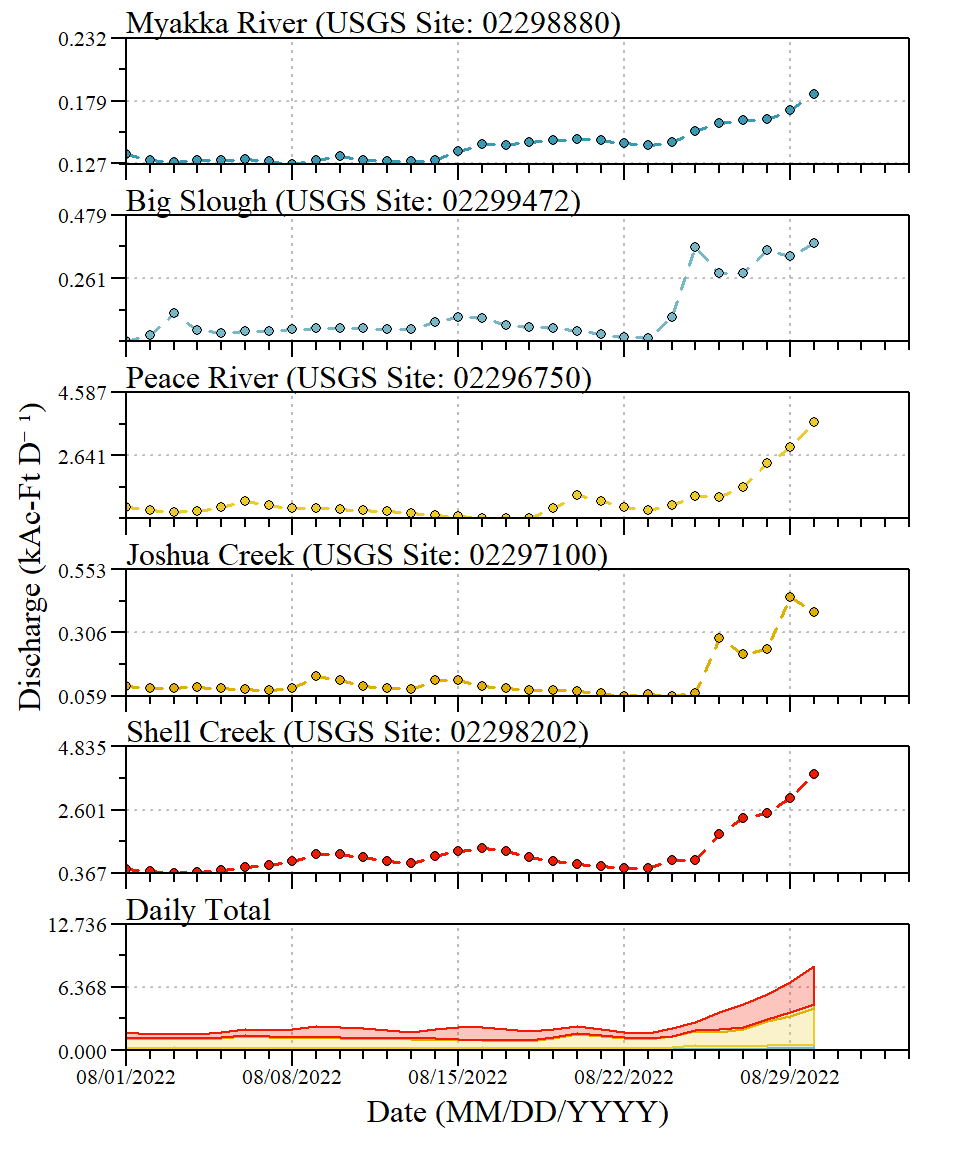 Myakka River (USGS Site: 02298880)
0.232
0.179
0.127
Big Slough (USGS Site: 02299472)
0.479
0.261
Peace River (USGS Site: 02296750)
4.587
2.641
Joshua Creek (USGS Site: 02297100)
0.553
0.306
0.059
Shell Creek (USGS Site: 02298202)
4.835
2.601
0.367
Daily Total
12.736
6.368
0.000
08/01/2022 08/08/2022 08/15/2022 08/22/2022 08/29/2022
Date (MM/DD/YYYY)
Discharge (kAc-Ft D⁻¹)